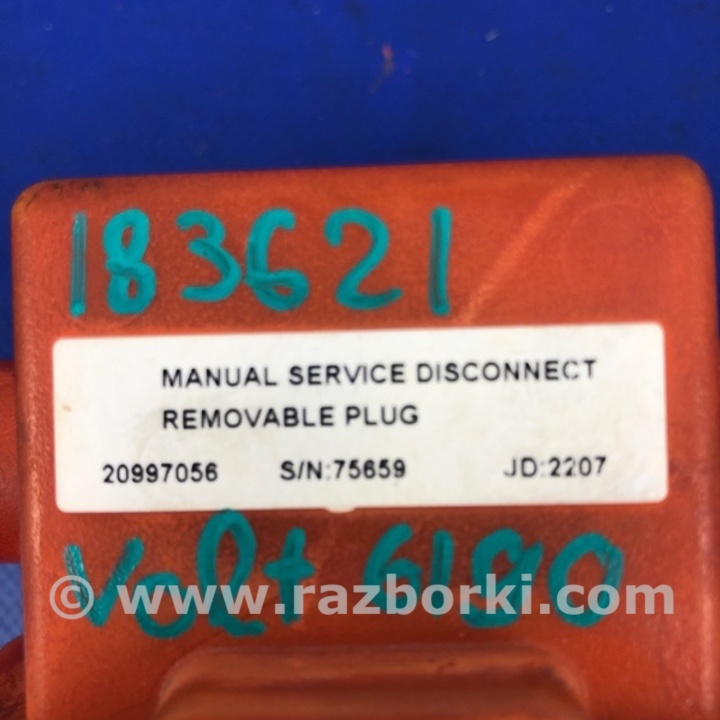 183621
MANUAL SERVICE DISCONNECT
REMOVABLE PLUG
20997056 S/N:75659 JD:2207
Volt 6190
© www.razborki.com